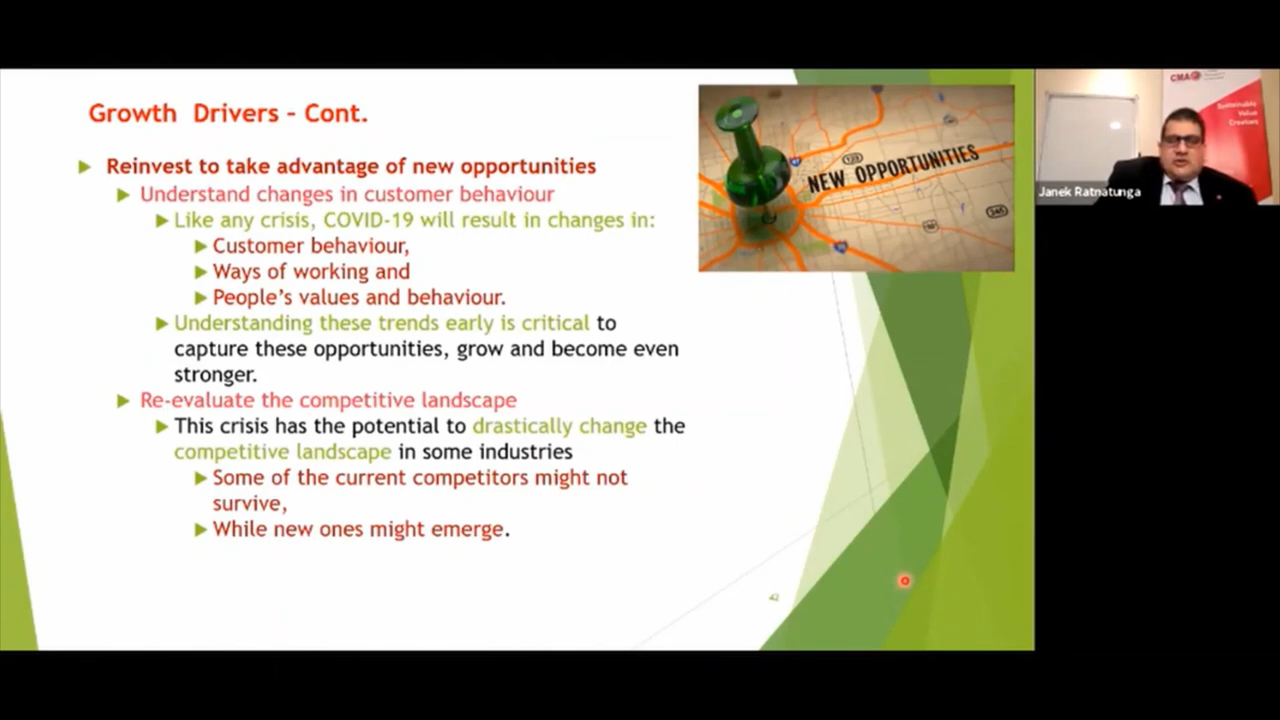 Growth Drivers – Cont.
Reinvest to take advantage of new opportunities
Understand changes in customer behaviour
Like any crisis, COVID-19 will result in changes in:
Customer behaviour,
Ways of working and
People's values and behaviour.
Understanding these trends early is critical to
capture these opportunities, grow and become even
stronger.
Re-evaluate the competitive landscape
This crisis has the potential to drastically change the
competitive landscape in some industries
Some of the current competitors might not
survive,
While new ones might emerge.
42
NEW OPPORTUNITIES
CMA
Sustainable
Value
Creators
Janek Ratnatunga